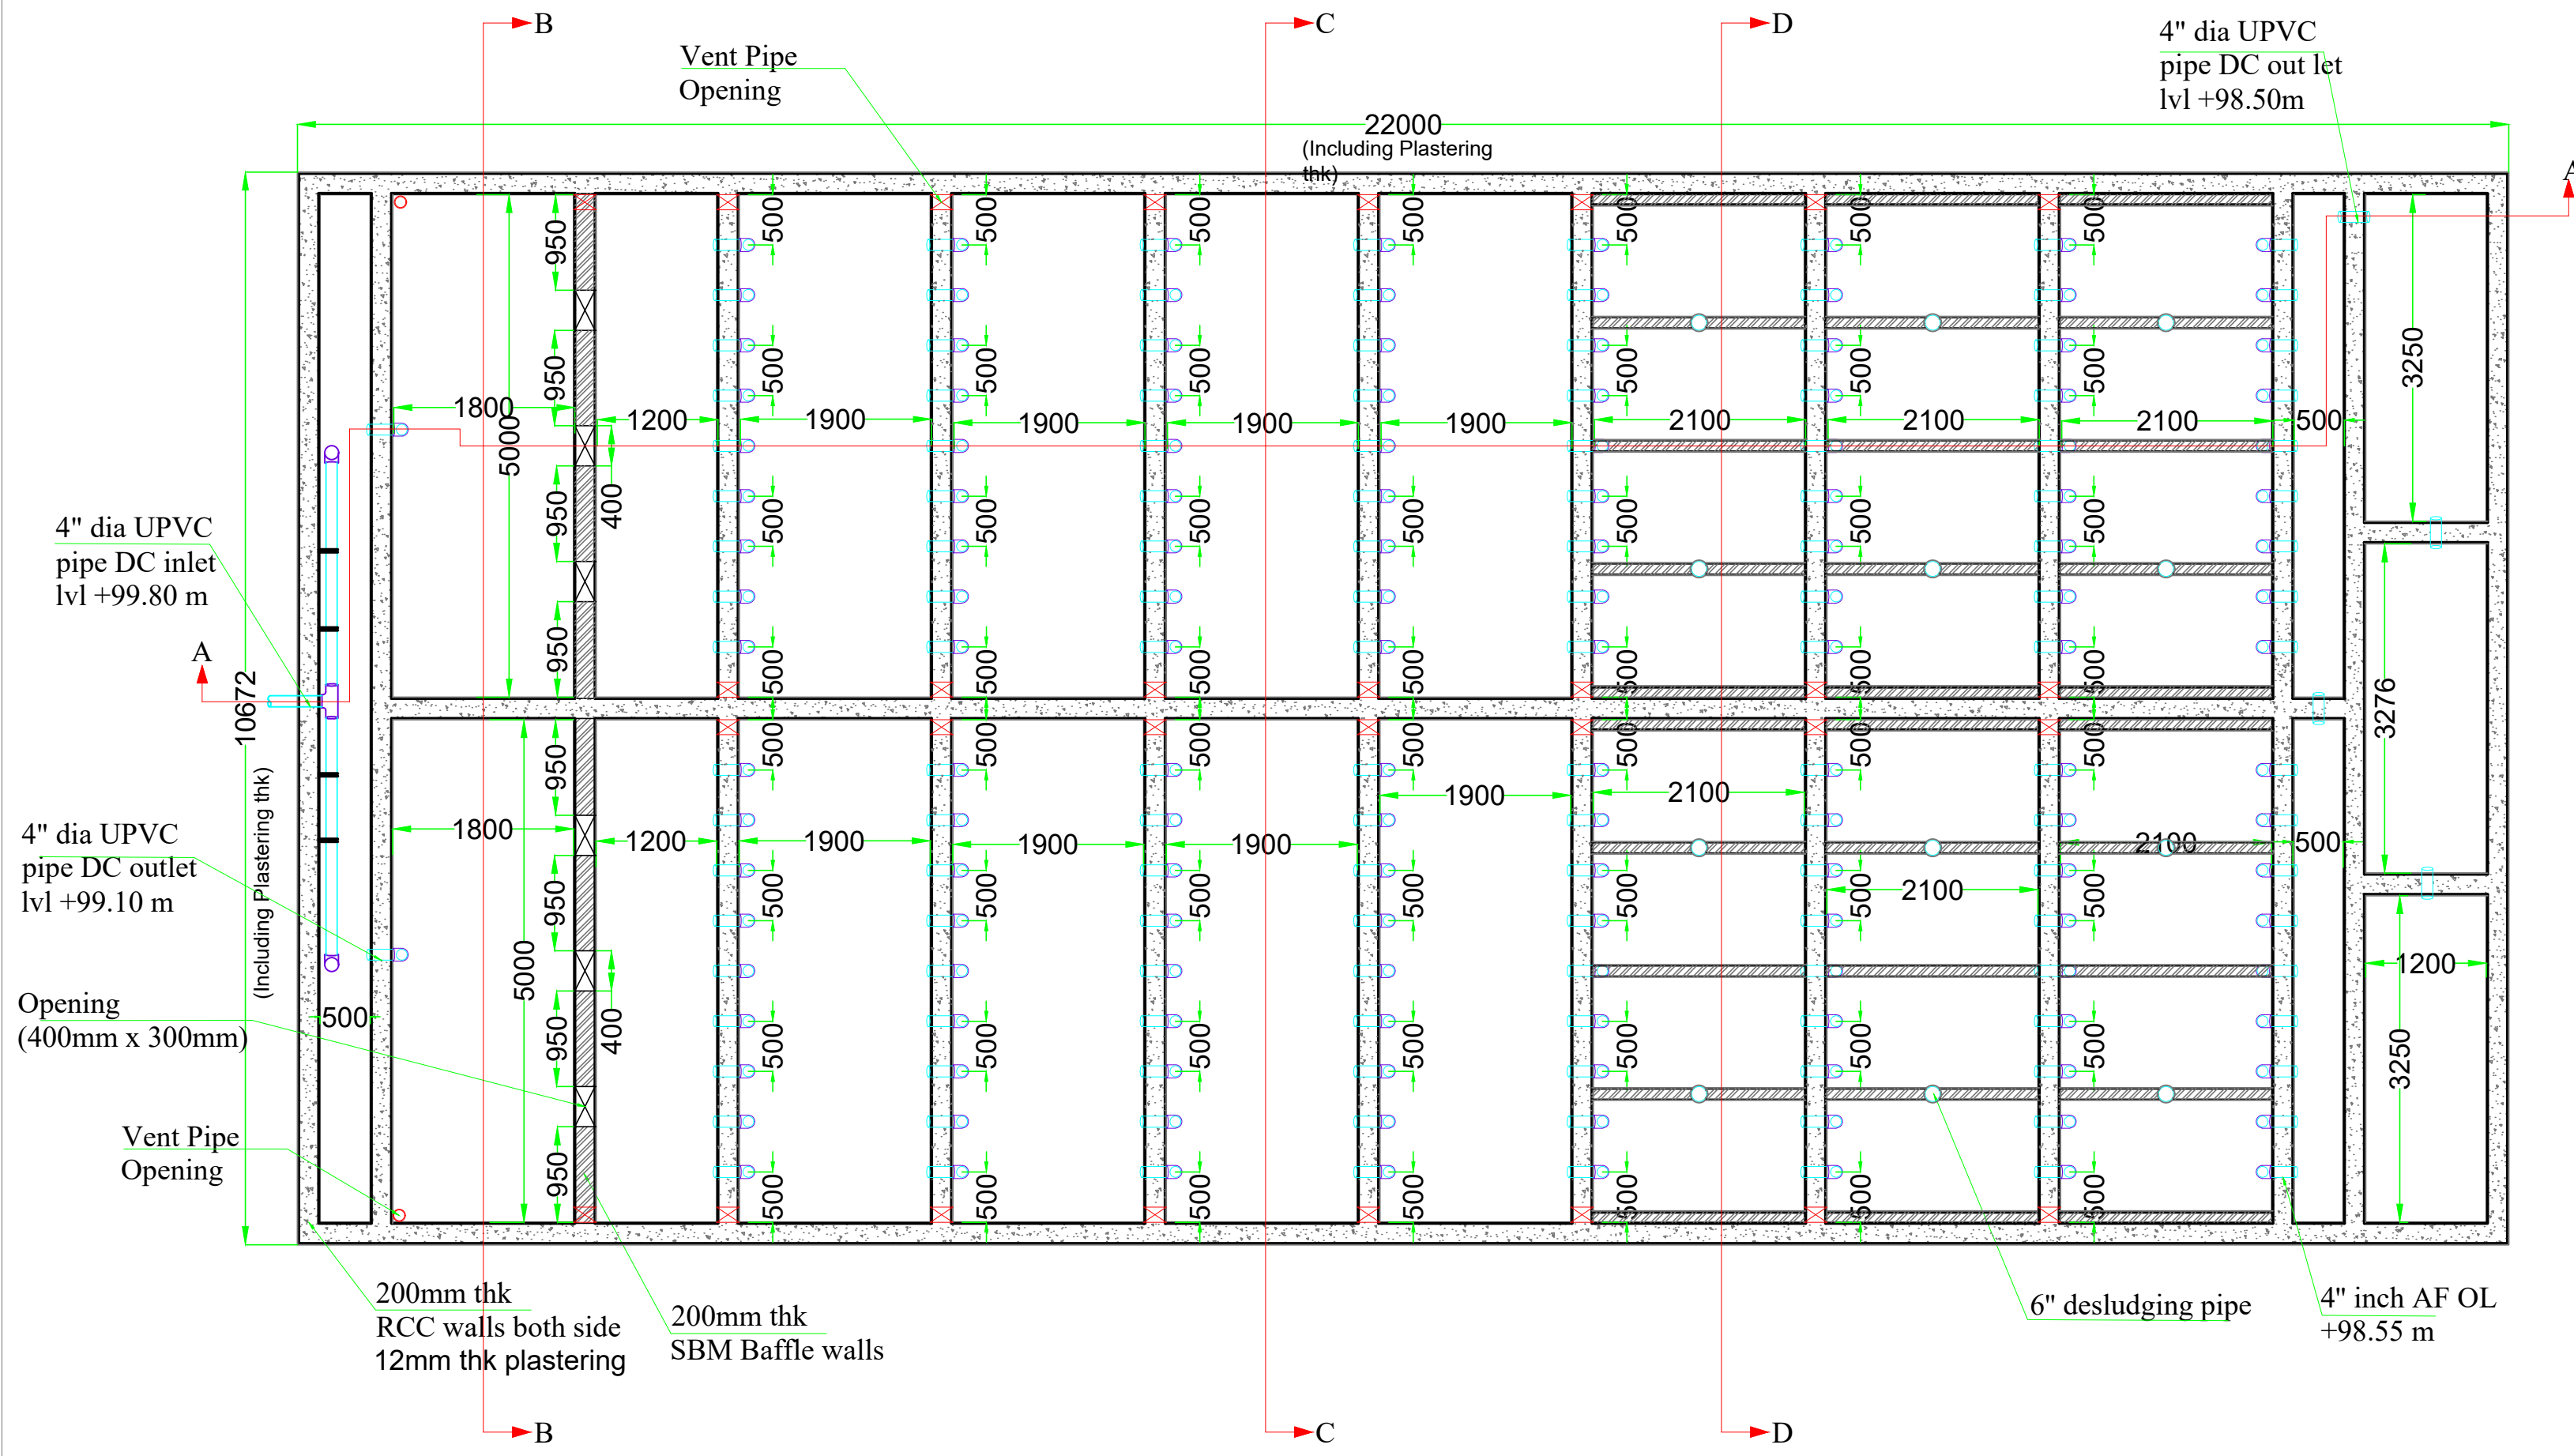 B
C
D
Vent Pipe
Opening
4" dia UPVC
pipe DC out let
lvl +98.50m
22000
(Including Plastering
thk)
A
500
500
500
500
500
500
500
950
950
500
500
500
500
500
500
500
3250
1800
5000
1200
1900
1900
1900
1900
2100
2100
2100
500
950
400
500
500
500
500
500
500
500
4" dia UPVC
pipe DC inlet
lvl +99.80 m
A
950
500
500
500
500
500
500
500
10672
(Including Plastering thk)
3276
950
500
500
500
500
500
500
500
1900
2100
4" dia UPVC
pipe DC outlet
lvl +99.10 m
1800
1200
1900
1900
1900
2100
500
950
500
500
500
500
500
500
2100
500
5000
1200
Opening
(400mm x 300mm)
500
950
400
500
500
500
500
500
500
500
3250
Vent Pipe
Opening
950
500
500
500
500
500
500
500
200mm thk
RCC walls both side
12mm thk plastering
200mm thk
SBM Baffle walls
6" desludging pipe
4" inch AF OL
+98.55 m
B
C
D